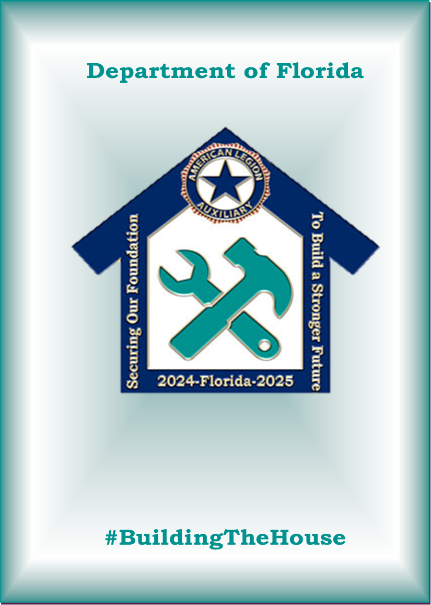 Department of Florida
AMERICAN LEGION
AUXILIARY
Securing Our Foundation
To Build a Stronger Future
2024-Florida-2025
#BuildingTheHouse